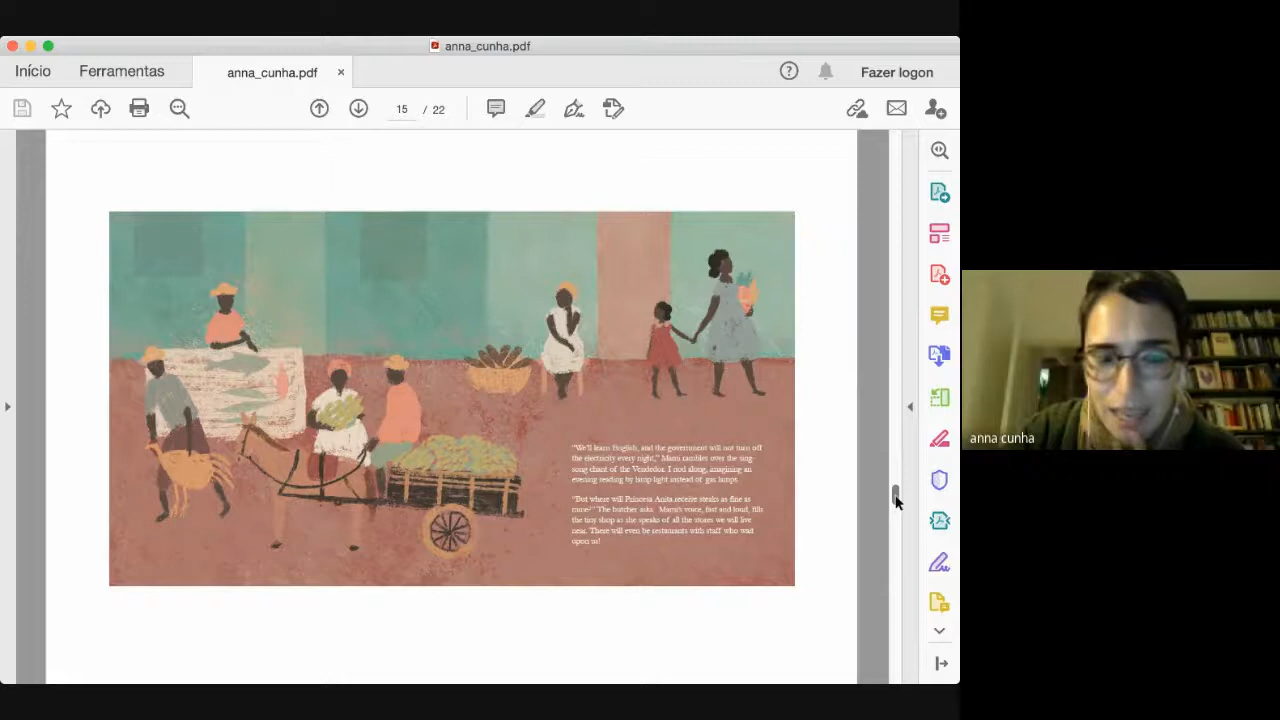 anna_cunha.pdf
Início Ferramentas anna_cunha.pdf × Fazer logon
15 / 22
"We'll learn English, and the government will not turn off
the electricity every night," Mami rambles over the sing-
song chant of the Vendedor. I nod along, imagining an
evening reading by lamp light instead of gas lamps.
"But where will Princesa Anita receive steaks as fine as
mine?" The butcher asks. Mami's voice, fast and loud, fills
the tiny shop as she speaks of all the stores we will live
near. There will even be restaurants with staff who wait
upon us!
anna cunha